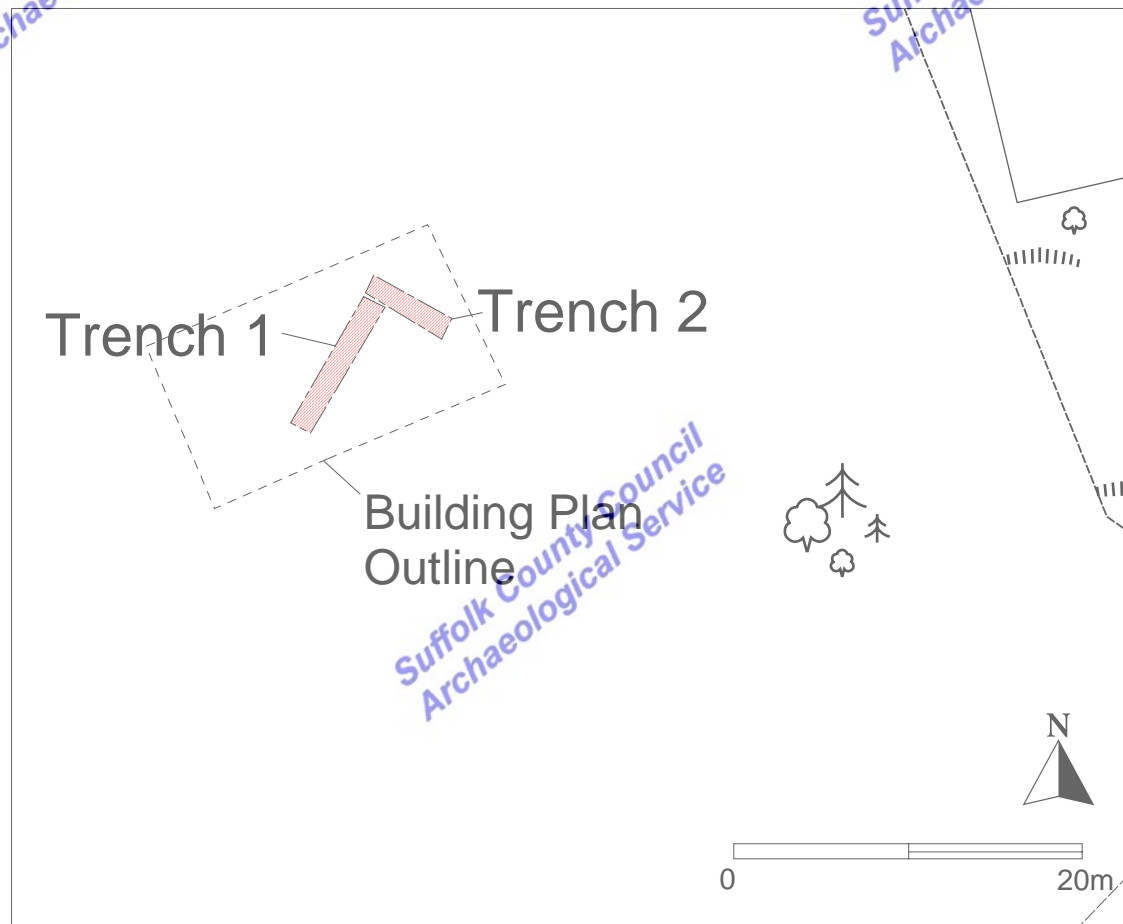 Trench 1
Trench 2
Building Plan
Outline
Suffolk County Council
Archaeological Service
N
0
20m